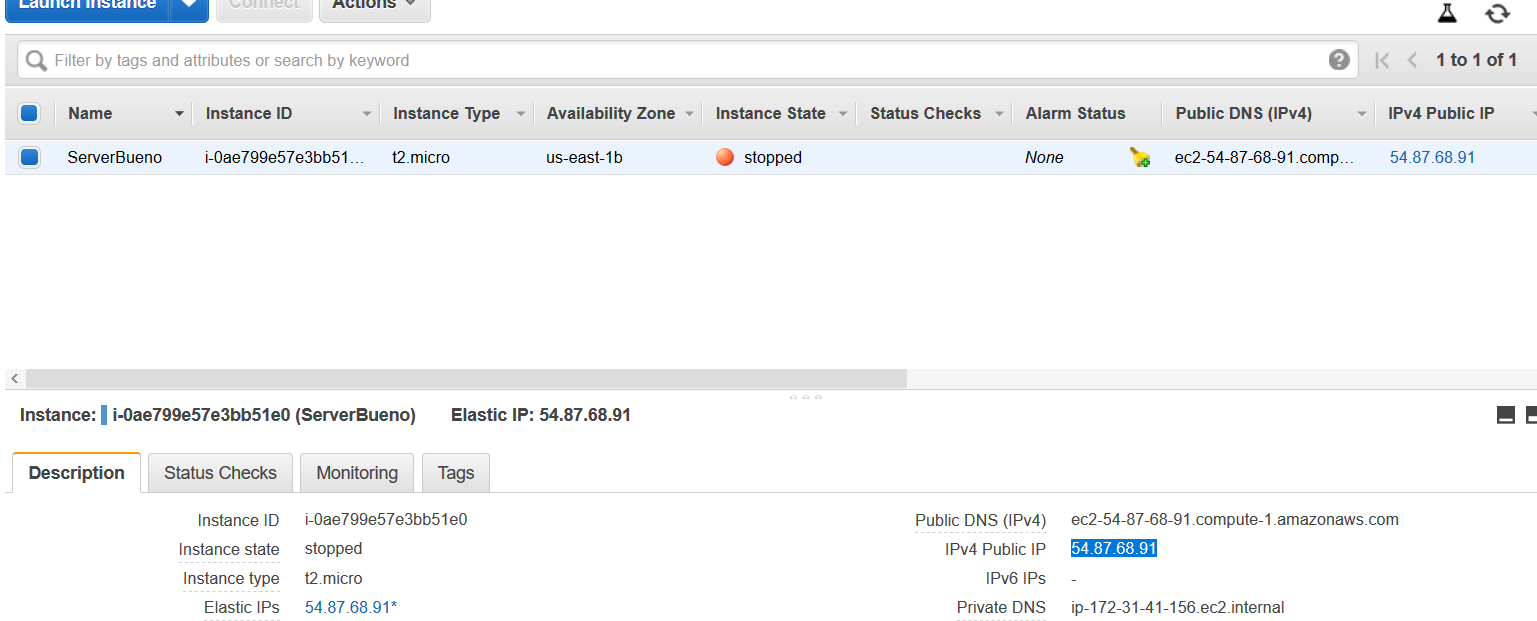 Launch Instance Connect Actions
Filter by tags and attributes or search by keyword ? 1 to 1 of 1
Name Instance ID Instance Type Availability Zone Instance State Status Checks Alarm Status Public DNS (IPv4) IPv4 Public IP
ServerBueno i-0ae799e57e3bb51... t2.micro us-east-1b stopped None ec2-54-87-68-91.comp... 54.87.68.91
Instance: i-0ae799e57e3bb51e0 (ServerBueno) Elastic IP: 54.87.68.91
Description Status Checks Monitoring Tags
Instance ID i-0ae799e57e3bb51e0 Public DNS (IPv4) ec2-54-87-68-91.compute-1.amazonaws.com
Instance state stopped IPv4 Public IP 54.87.68.91
Instance type t2.micro IPv6 IPs -
Elastic IPs 54.87.68.91* Private DNS ip-172-31-41-156.ec2.internal